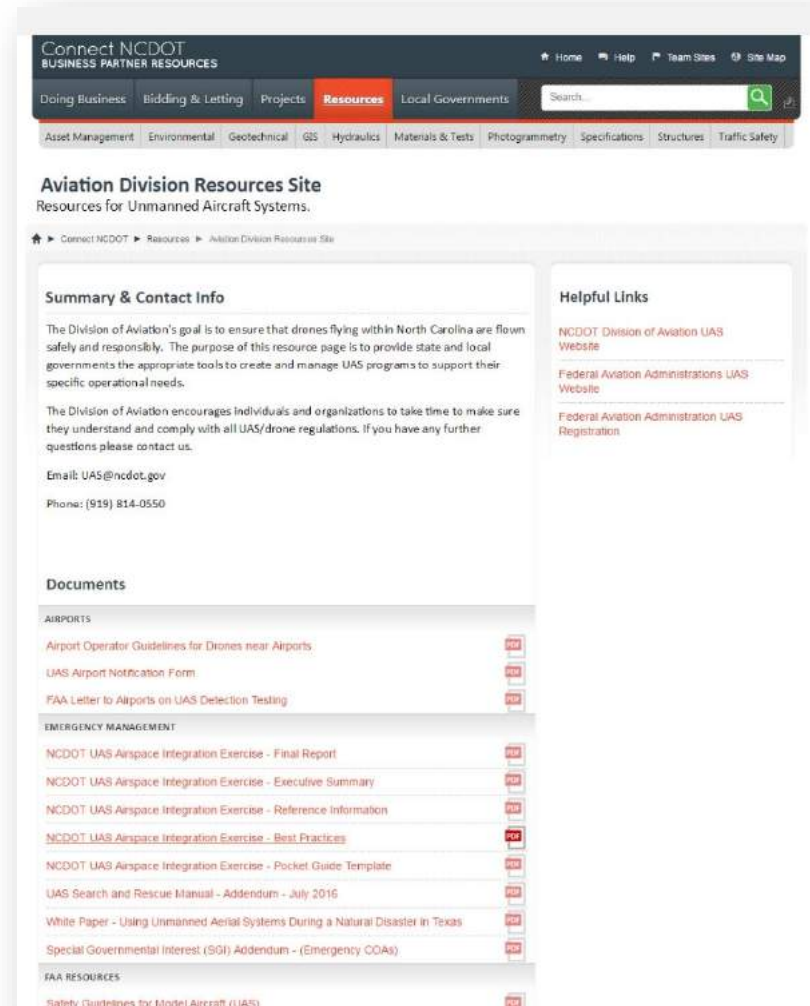 Connect NCDOT
BUSINESS PARTNER RESOURCES
Home Help Team Sites Site Map
Doing Business Bidding & Letting Projects Resources Local Governments Search...
Asset Management Environmental Geotechnical GIS Hydraulics Materials & Tests Photogrammetry Specifications Structures Traffic Safety
Aviation Division Resources Site
Resources for Unmanned Aircraft Systems.
Connect NCDOT ► Resources ► Aviation Division Resources Site
Summary & Contact Info
The Division of Aviation's goal is to ensure that drones flying within North Carolina are flown
safely and responsibly. The purpose of this resource page is to provide state and local
governments the appropriate tools to create and manage UAS programs to support their
specific operational needs.
The Division of Aviation encourages individuals and organizations to take time to make sure
they understand and comply with all UAS/drone regulations. If you have any further
questions please contact us.
Email: UAS@ncdot.gov
Phone: (919) 814-0550
Helpful Links
NCDOT Division of Aviation UAS
Website
Federal Aviation Administrations UAS
Website
Federal Aviation Administration UAS
Registration
Documents
AIRPORTS
Airport Operator Guidelines for Drones near Airports PDF
UAS Airport Notification Form PDF
FAA Letter to Airports on UAS Detection Testing PDF
EMERGENCY MANAGEMENT
NCDOT UAS Airspace Integration Exercise - Final Report PDF
NCDOT UAS Airspace Integration Exercise - Executive Summary PDF
NCDOT UAS Airspace Integration Exercise - Reference Information PDF
NCDOT UAS Airspace Integration Exercise - Best Practices PDF
NCDOT UAS Airspace Integration Exercise - Pocket Guide Template PDF
UAS Search and Rescue Manual - Addendum - July 2016 PDF
White Paper - Using Unmanned Aerial Systems During a Natural Disaster in Texas PDF
Special Governmental Interest (SGI) Addendum - (Emergency COAs) PDF
FAA RESOURCES
Safety Guidelines for Model Aircraft (UAS) PDF